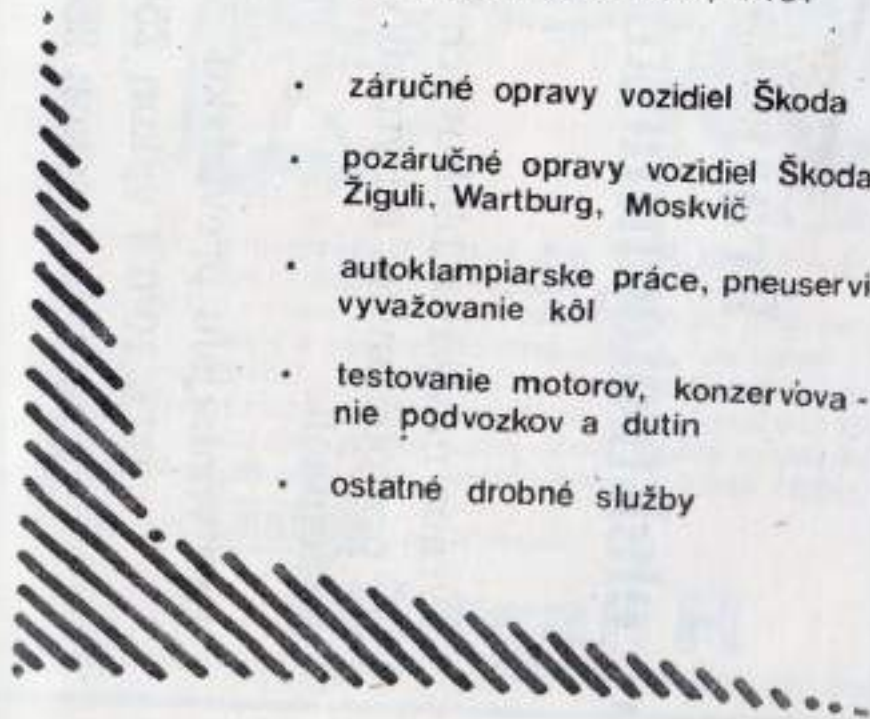 • záručné opravy vozidiel Škoda
• pozáručné opravy vozidiel Škoda
Žiguli, Wartburg, Moskvič
• autoklampiarske práce, pneuservi
vyvažovanie kôl
• testovanie motorov, konzervova -
nie podvozkov a dutin
• ostatné drobné služby